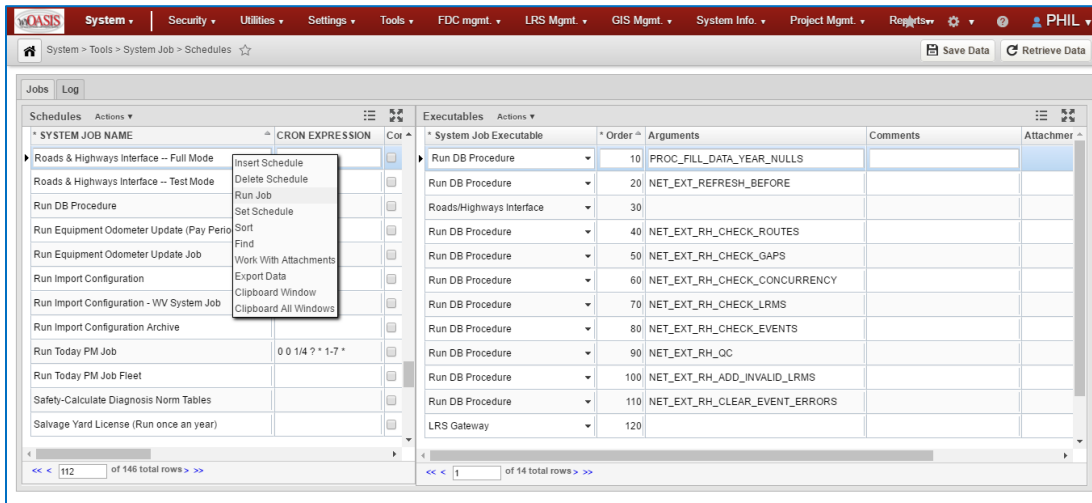 wvOASIS System Security Utilities Settings Tools FDC mgmt. LRS Mgmt. GIS Mgmt. System Info. Project Mgmt. Reports PHIL
System > Tools > System Job > Schedules Save Data Retrieve Data
Jobs Log
Schedules Actions
* SYSTEM JOB NAME CRON EXPRESSION Cor
Roads & Highways Interface -- Full Mode
Roads & Highways Interface -- Test Mode
Run DB Procedure
Run Equipment Odometer Update (Pay Perio
Run Equipment Odometer Update Job
Run Import Configuration
Run Import Configuration - WV System Job
Run Import Configuration Archive
Run Today PM Job 0 0 1/4 ? * 1-7 *
Run Today PM Job Fleet
Safety-Calculate Diagnosis Norm Tables
Salvage Yard License (Run once an year)
<< < 112 of 146 total rows > >>
Insert Schedule
Delete Schedule
Run Job
Set Schedule
Sort
Find
Work With Attachments
Export Data
Clipboard Window
Clipboard All Windows
Executables Actions
* System Job Executable * Order Arguments Comments Attachmer
Run DB Procedure 10 PROC_FILL_DATA_YEAR_NULLS
Run DB Procedure 20 NET_EXT_REFRESH_BEFORE
Roads/Highways Interface 30
Run DB Procedure 40 NET_EXT_RH_CHECK_ROUTES
Run DB Procedure 50 NET_EXT_RH_CHECK_GAPS
Run DB Procedure 60 NET_EXT_RH_CHECK_CONCURRENCY
Run DB Procedure 70 NET_EXT_RH_CHECK_LRMS
Run DB Procedure 80 NET_EXT_RH_CHECK_EVENTS
Run DB Procedure 90 NET_EXT_RH_QC
Run DB Procedure 100 NET_EXT_RH_ADD_INVALID_LRMS
Run DB Procedure 110 NET_EXT_RH_CLEAR_EVENT_ERRORS
LRS Gateway 120
<< < 1 of 14 total rows > >>